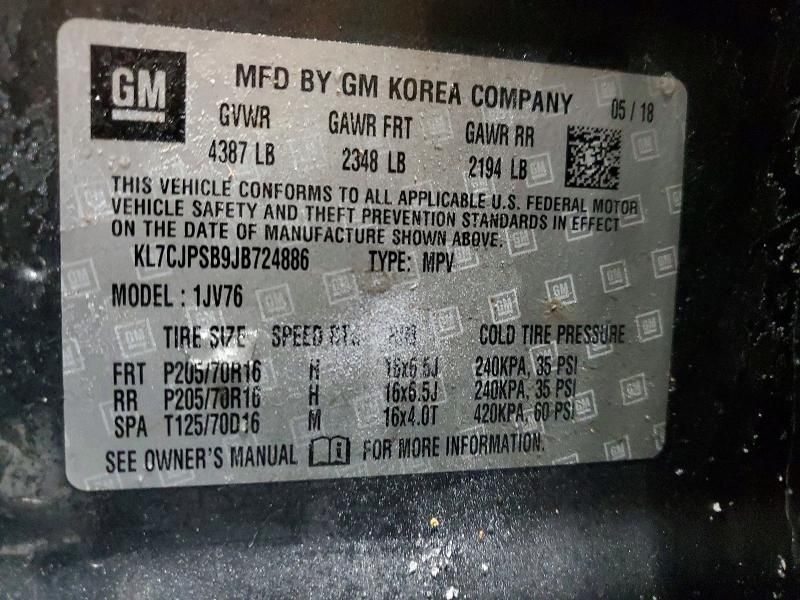 GM
MFD BY GM KOREA COMPANY 05 / 18
GVWR GAWR FRT GAWR RR
4387 LB 2348 LB 2194 LB
THIS VEHICLE CONFORMS TO ALL APPLICABLE U.S. FEDERAL MOTOR
VEHICLE SAFETY AND THEFT PREVENTION STANDARDS IN EFFECT
ON THE DATE OF MANUFACTURE SHOWN ABOVE.
KL7CJPSB9JB724886 TYPE: MPV
MODEL : 1JV76
TIRE SIZE SPEED RTG RIM COLD TIRE PRESSURE
FRT P205/70R16 H 16x6.5J 240KPA, 35 PSI
RR P205/70R16 H 16x6.5J 240KPA, 35 PSI
SPA T125/70D16 M 16x4.0T 420KPA, 60 PSI
SEE OWNER'S MANUAL i FOR MORE INFORMATION.